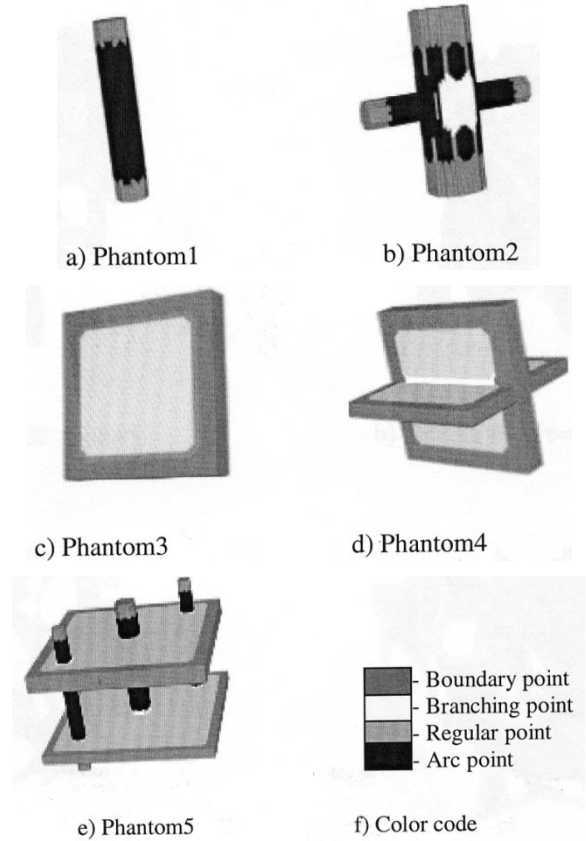 a) Phantom1
b) Phantom2
c) Phantom3
d) Phantom4
- Boundary point
- Branching point
- Regular point
- Arc point
e) Phantom5
f) Color code